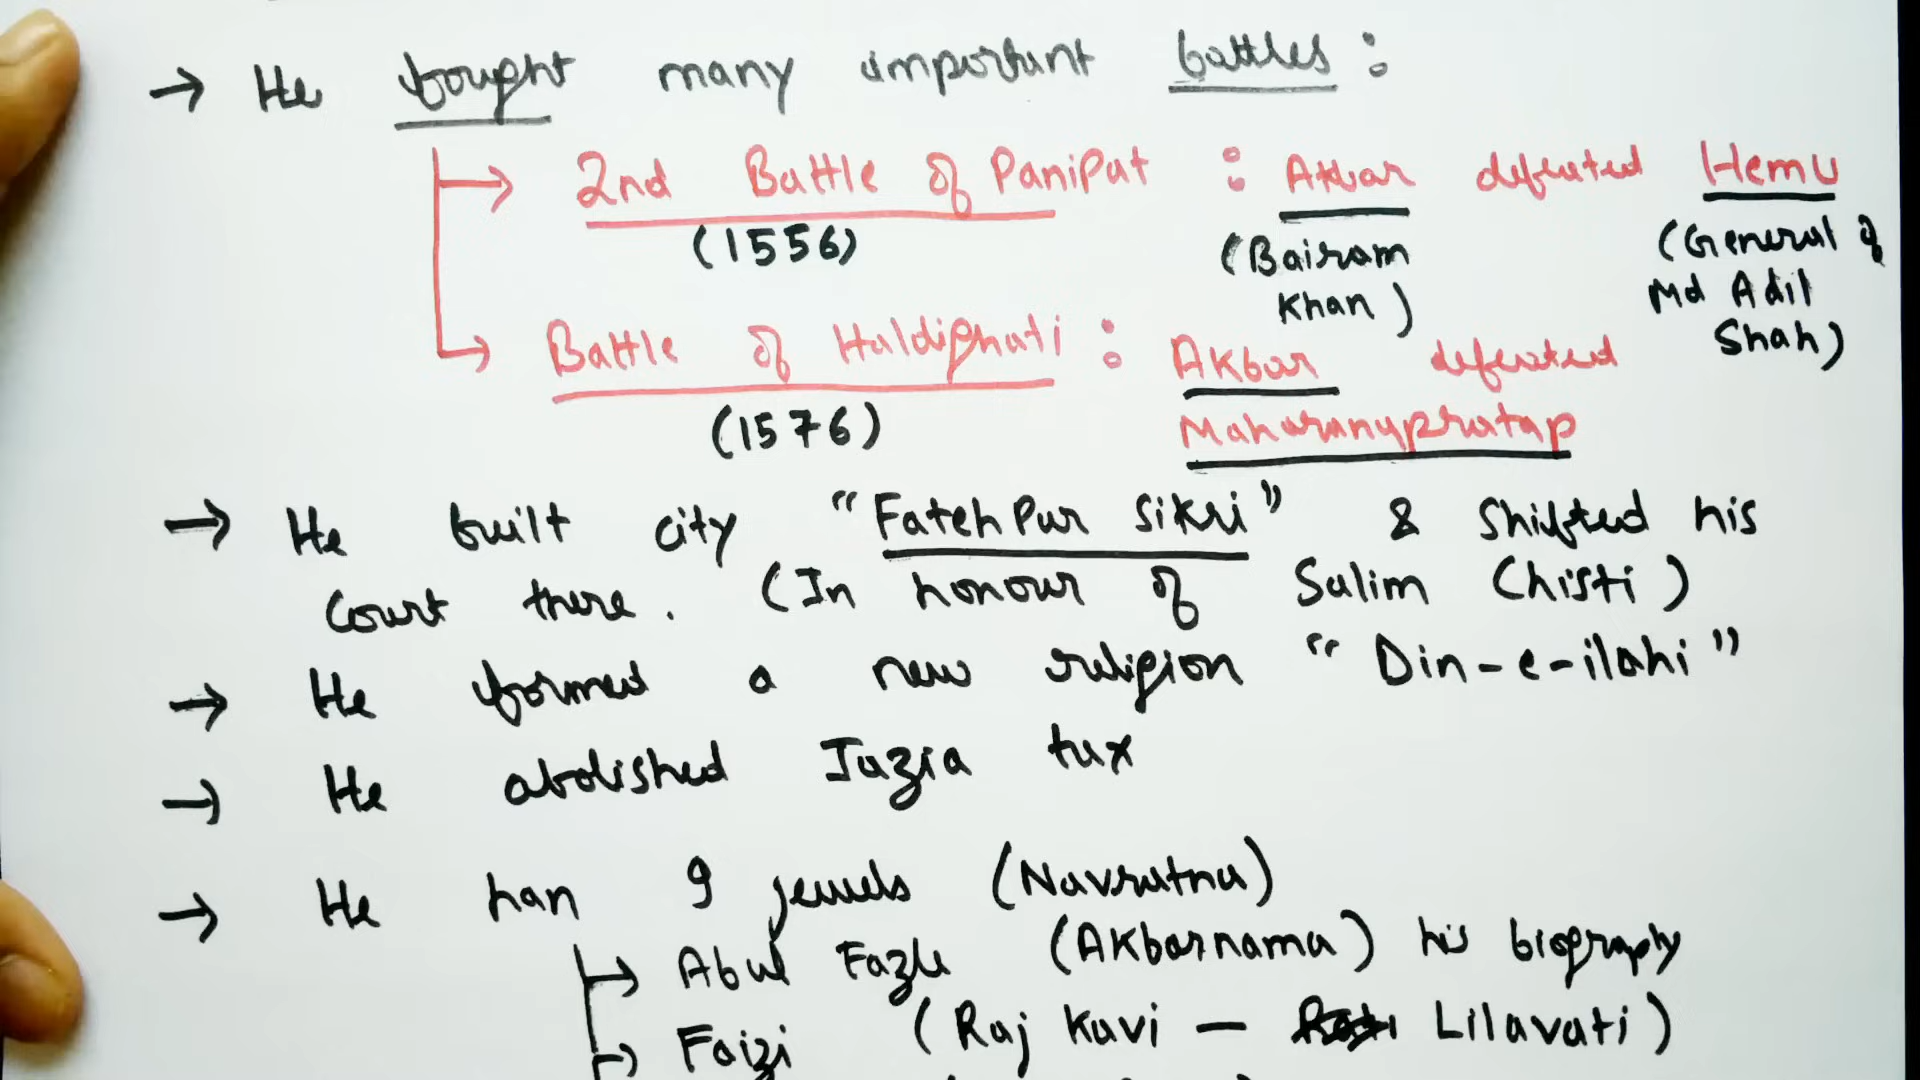 → He fought many important battles :
→ 2nd Battle of PaniPat : Akbar defeated Hemu
(1556) (Bairam Khan) (General of Md Adil Shah)
→ Battle of Haldighati : Akbar defeated Maharanapratap
(1576)
→ He built city "Fateh Pur Sikri" & shifted his
Court there. (In honour of Salim Chisti)
→ He formed a new religion "Din-e-ilahi"
→ He abolished Jazia tax
→ He han 9 jewels (Navratna)
→ Abul Fazle (Akbarnama) his biography
→ Faizi (Raj Kavi — Lilavati)